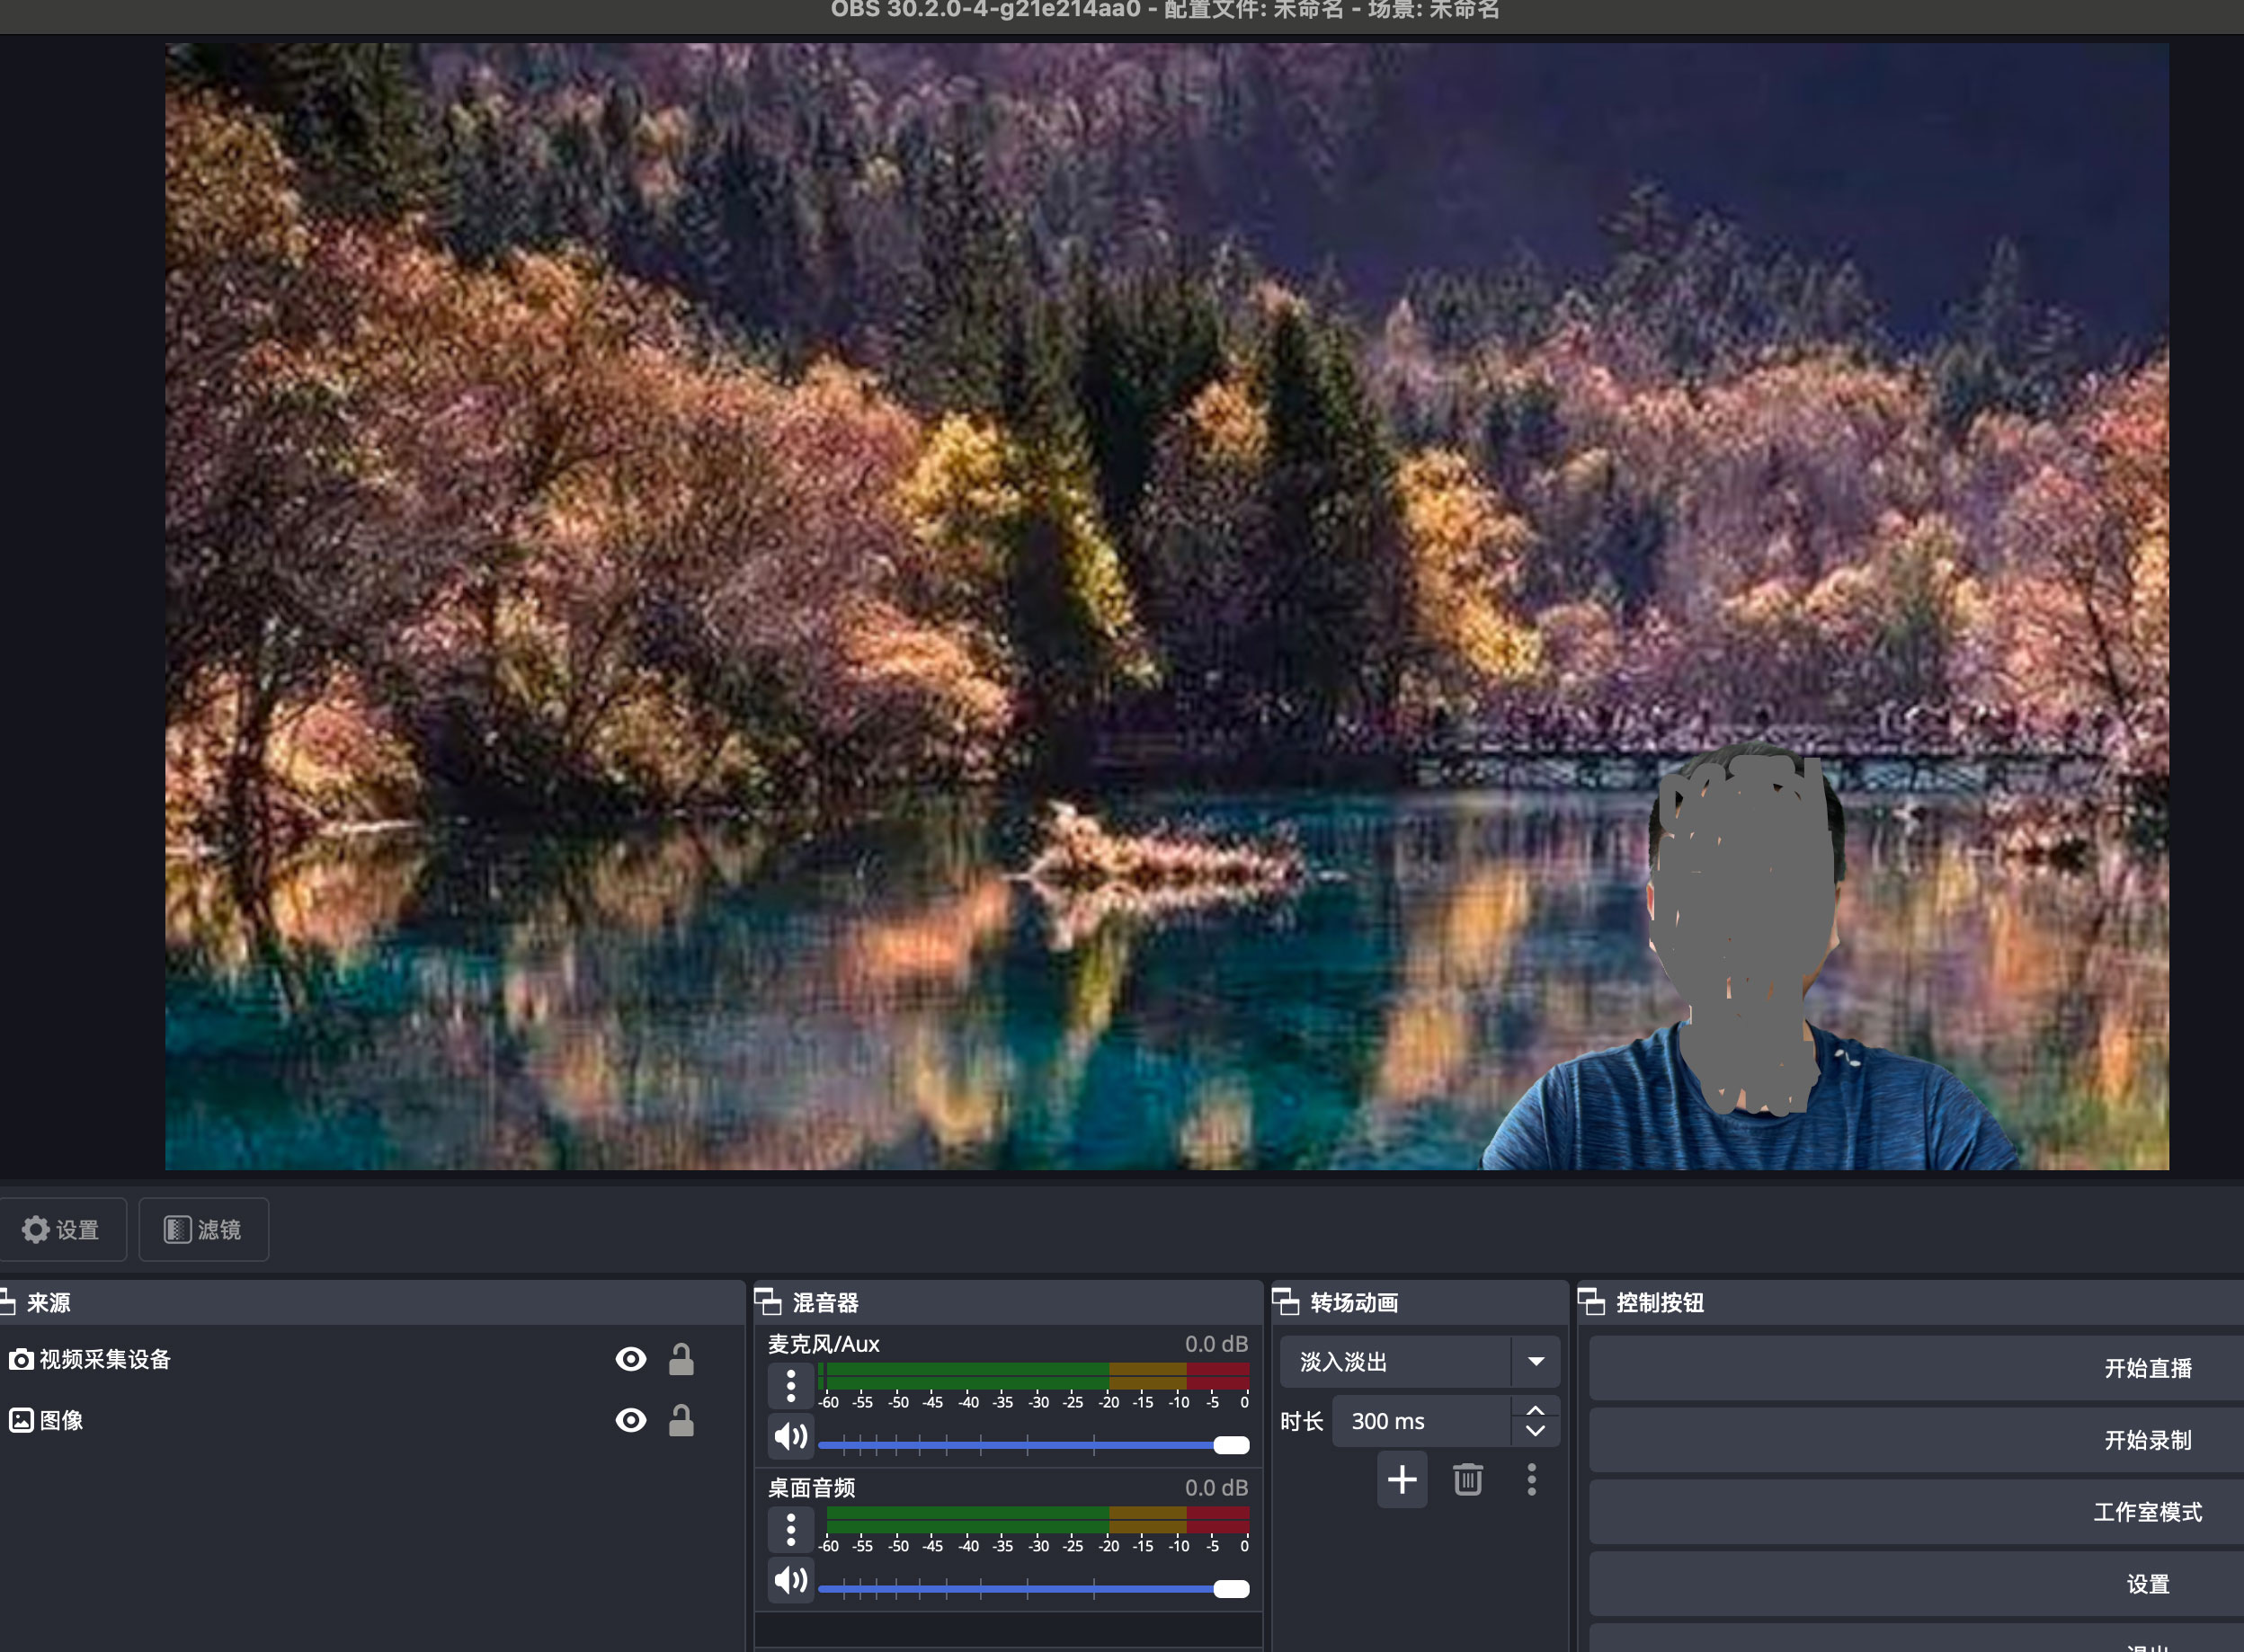 OBS 30.2.0-4-g21e214aa0 - 配置文件: 未命名 - 场景: 未命名
设置
滤镜
来源
视频采集设备
图像
混音器
麦克风/Aux
0.0 dB
-60 -55 -50 -45 -40 -35 -30 -25 -20 -15 -10 -5 0
桌面音频
0.0 dB
-60 -55 -50 -45 -40 -35 -30 -25 -20 -15 -10 -5 0
转场动画
淡入淡出
时长 300 ms
控制按钮
开始直播
开始录制
工作室模式
设置